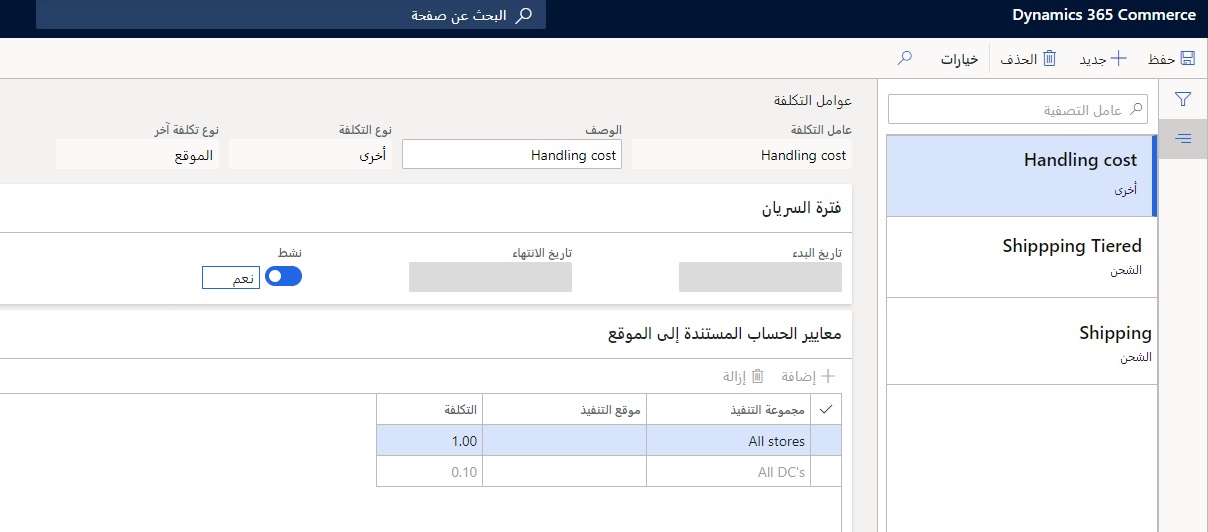 Dynamics 365 Commerce
البحث عن صفحة
حفظ
جديد
الحذف
خيارات
عامل التصفية
Handling cost
أخرى
Shippping Tiered
الشحن
Shipping
الشحن
عوامل التكلفة
عامل التكلفة
Handling cost
الوصف
Handling cost
نوع التكلفة
أخرى
نوع تكلفة آخر
الموقع
فترة السريان
تاريخ البدء
تاريخ الانتهاء
نشط
نعم
معايير الحساب المستندة إلى الموقع
إضافة
إزالة
مجموعة التنفيذ
موقع التنفيذ
التكلفة
All stores
1.00
All DC's
0.10